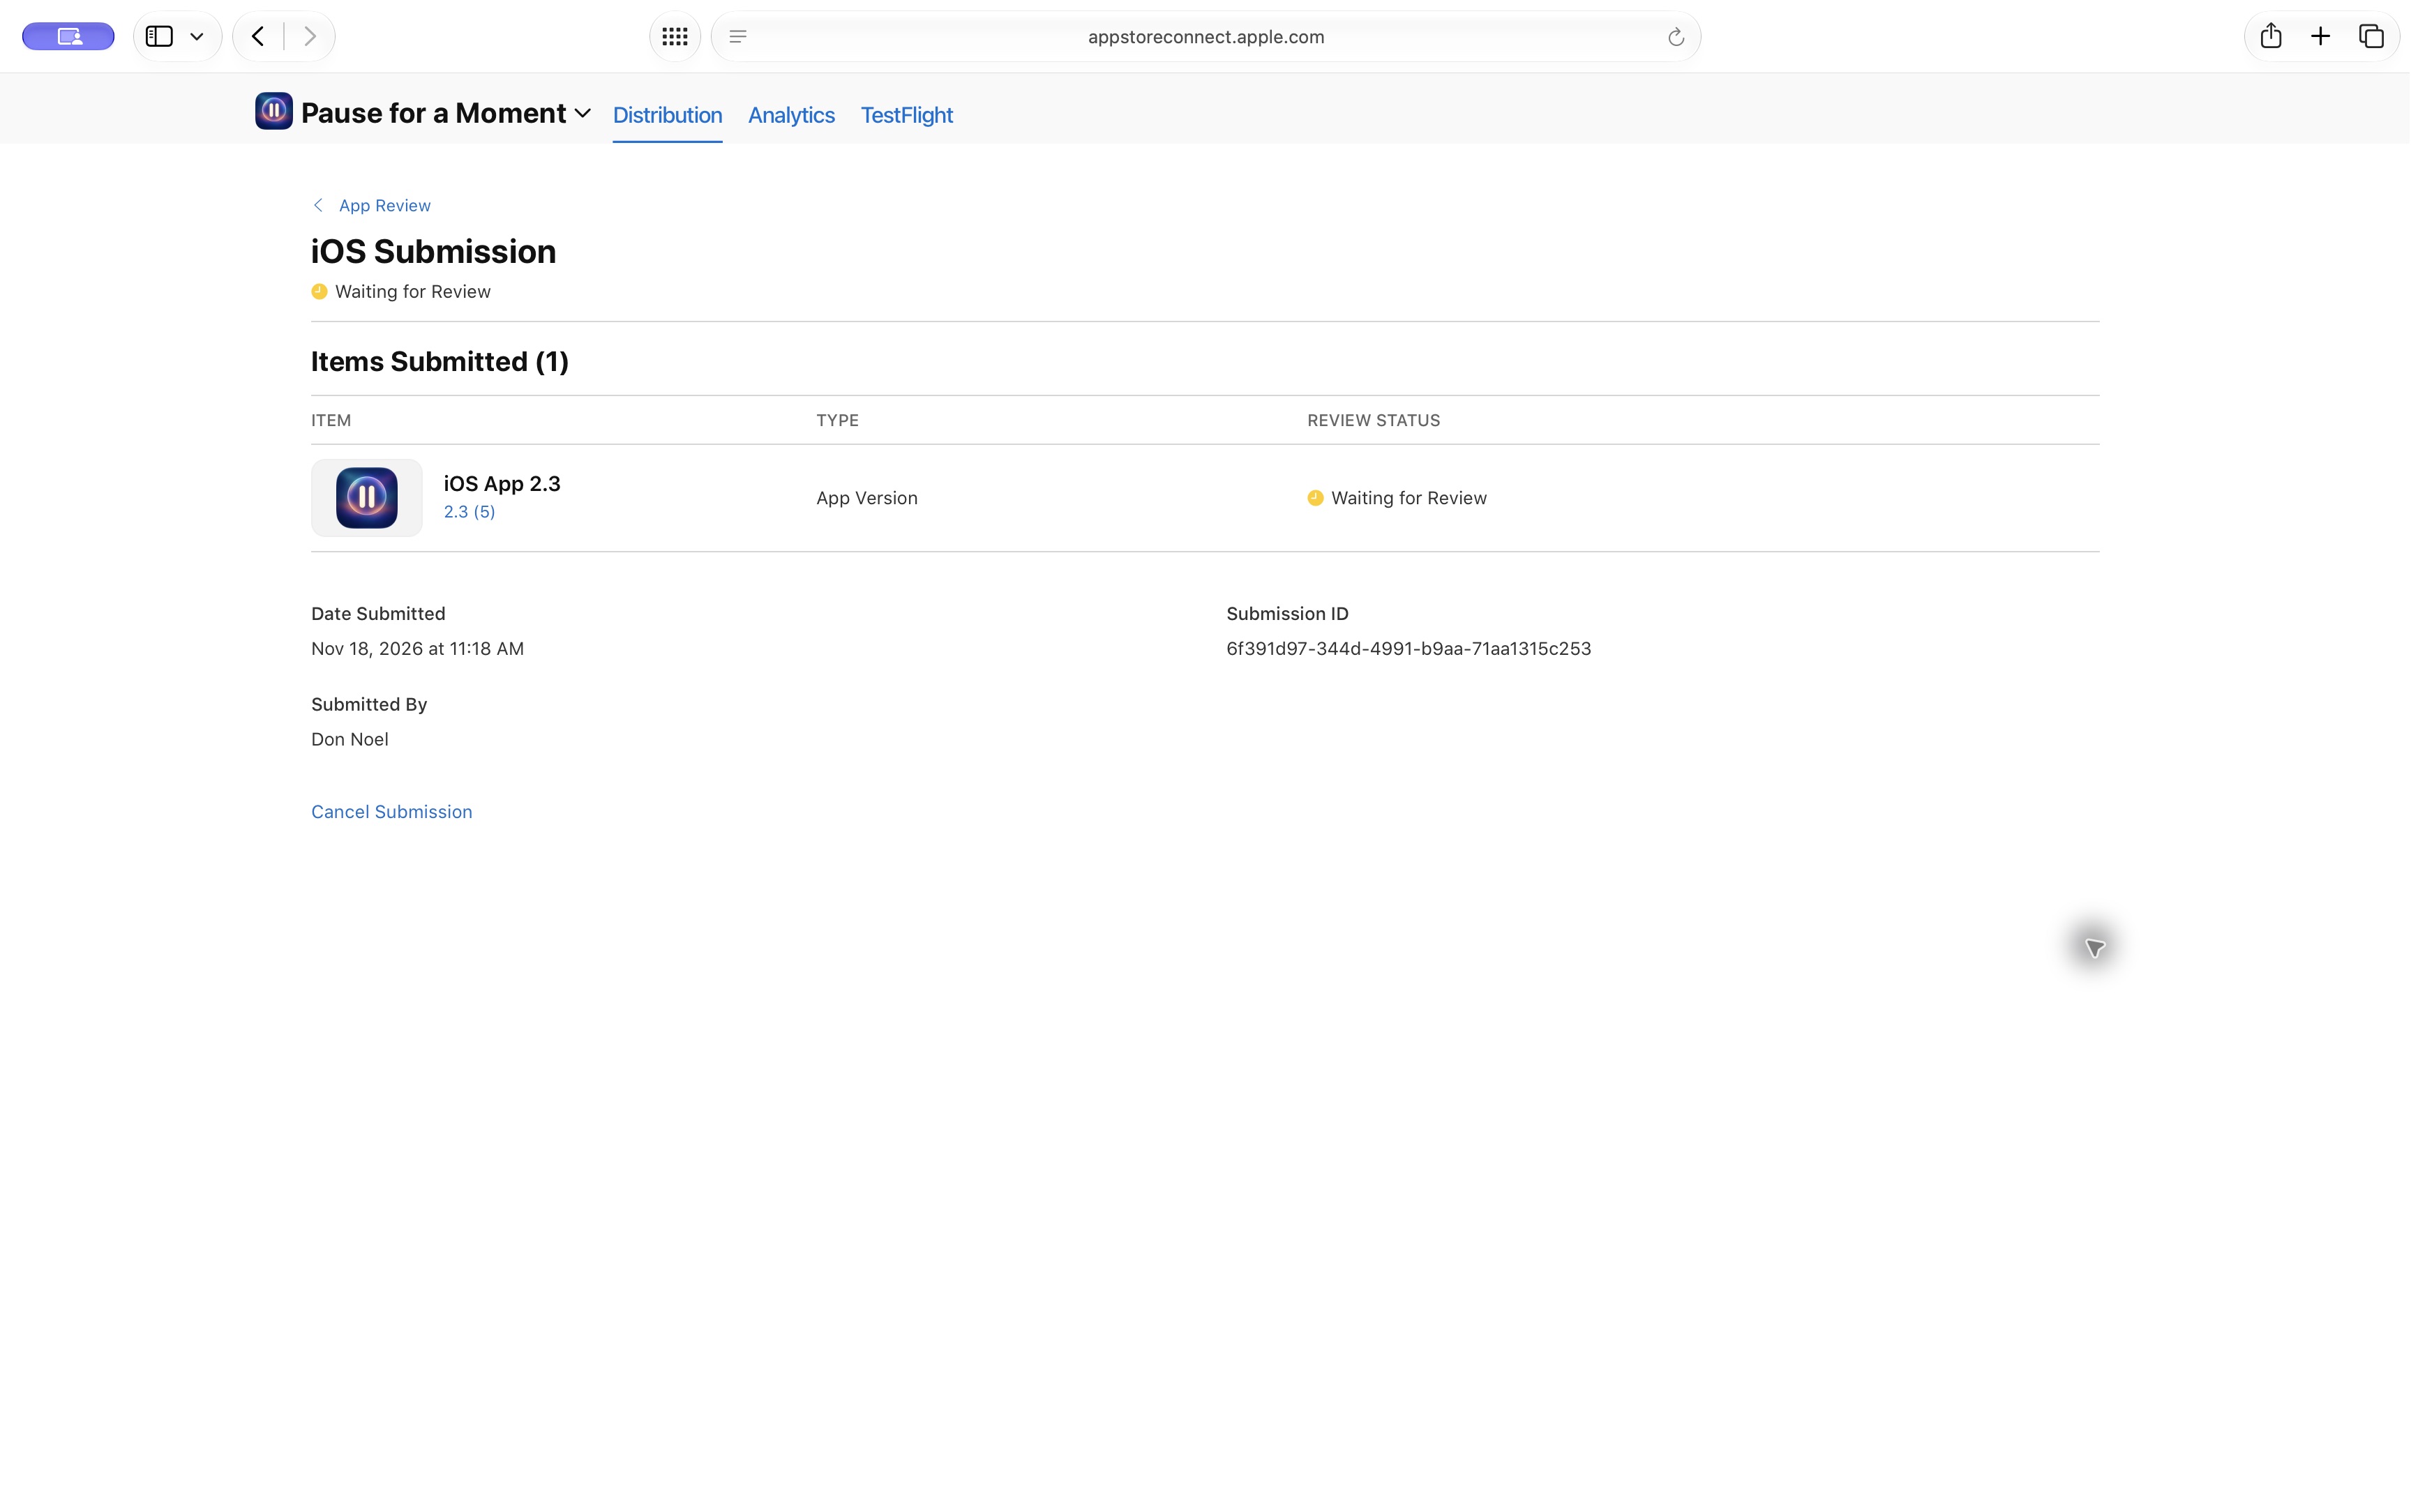 appstoreconnect.apple.com
Pause for a Moment Distribution Analytics TestFlight
App Review
iOS Submission
Waiting for Review
Items Submitted (1)
ITEM TYPE REVIEW STATUS
iOS App 2.3
2.3 (5)
App Version
Waiting for Review
Date Submitted
Nov 18, 2026 at 11:18 AM
Submission ID
6f391d97-344d-4991-b9aa-71aa1315c253
Submitted By
Don Noel
Cancel Submission